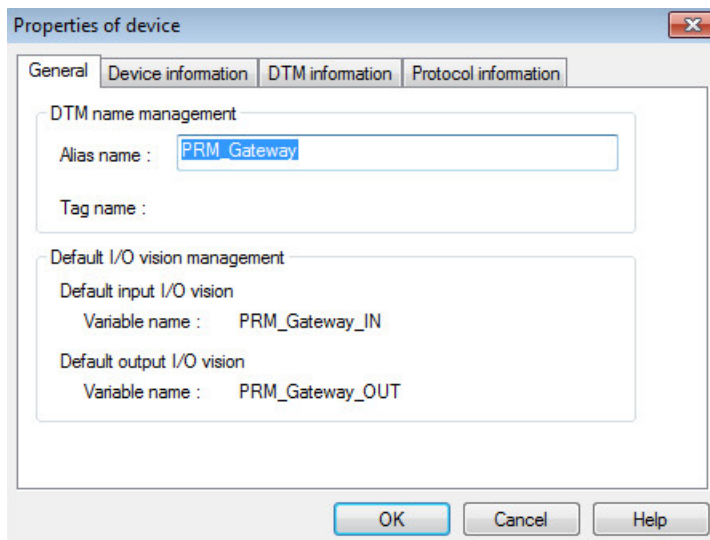 Properties of device
General Device information DTM information Protocol information
DTM name management
Alias name : PRM_Gateway
Tag name :
Default I/O vision management
Default input I/O vision
Variable name : PRM_Gateway_IN
Default output I/O vision
Variable name : PRM_Gateway_OUT
OK Cancel Help